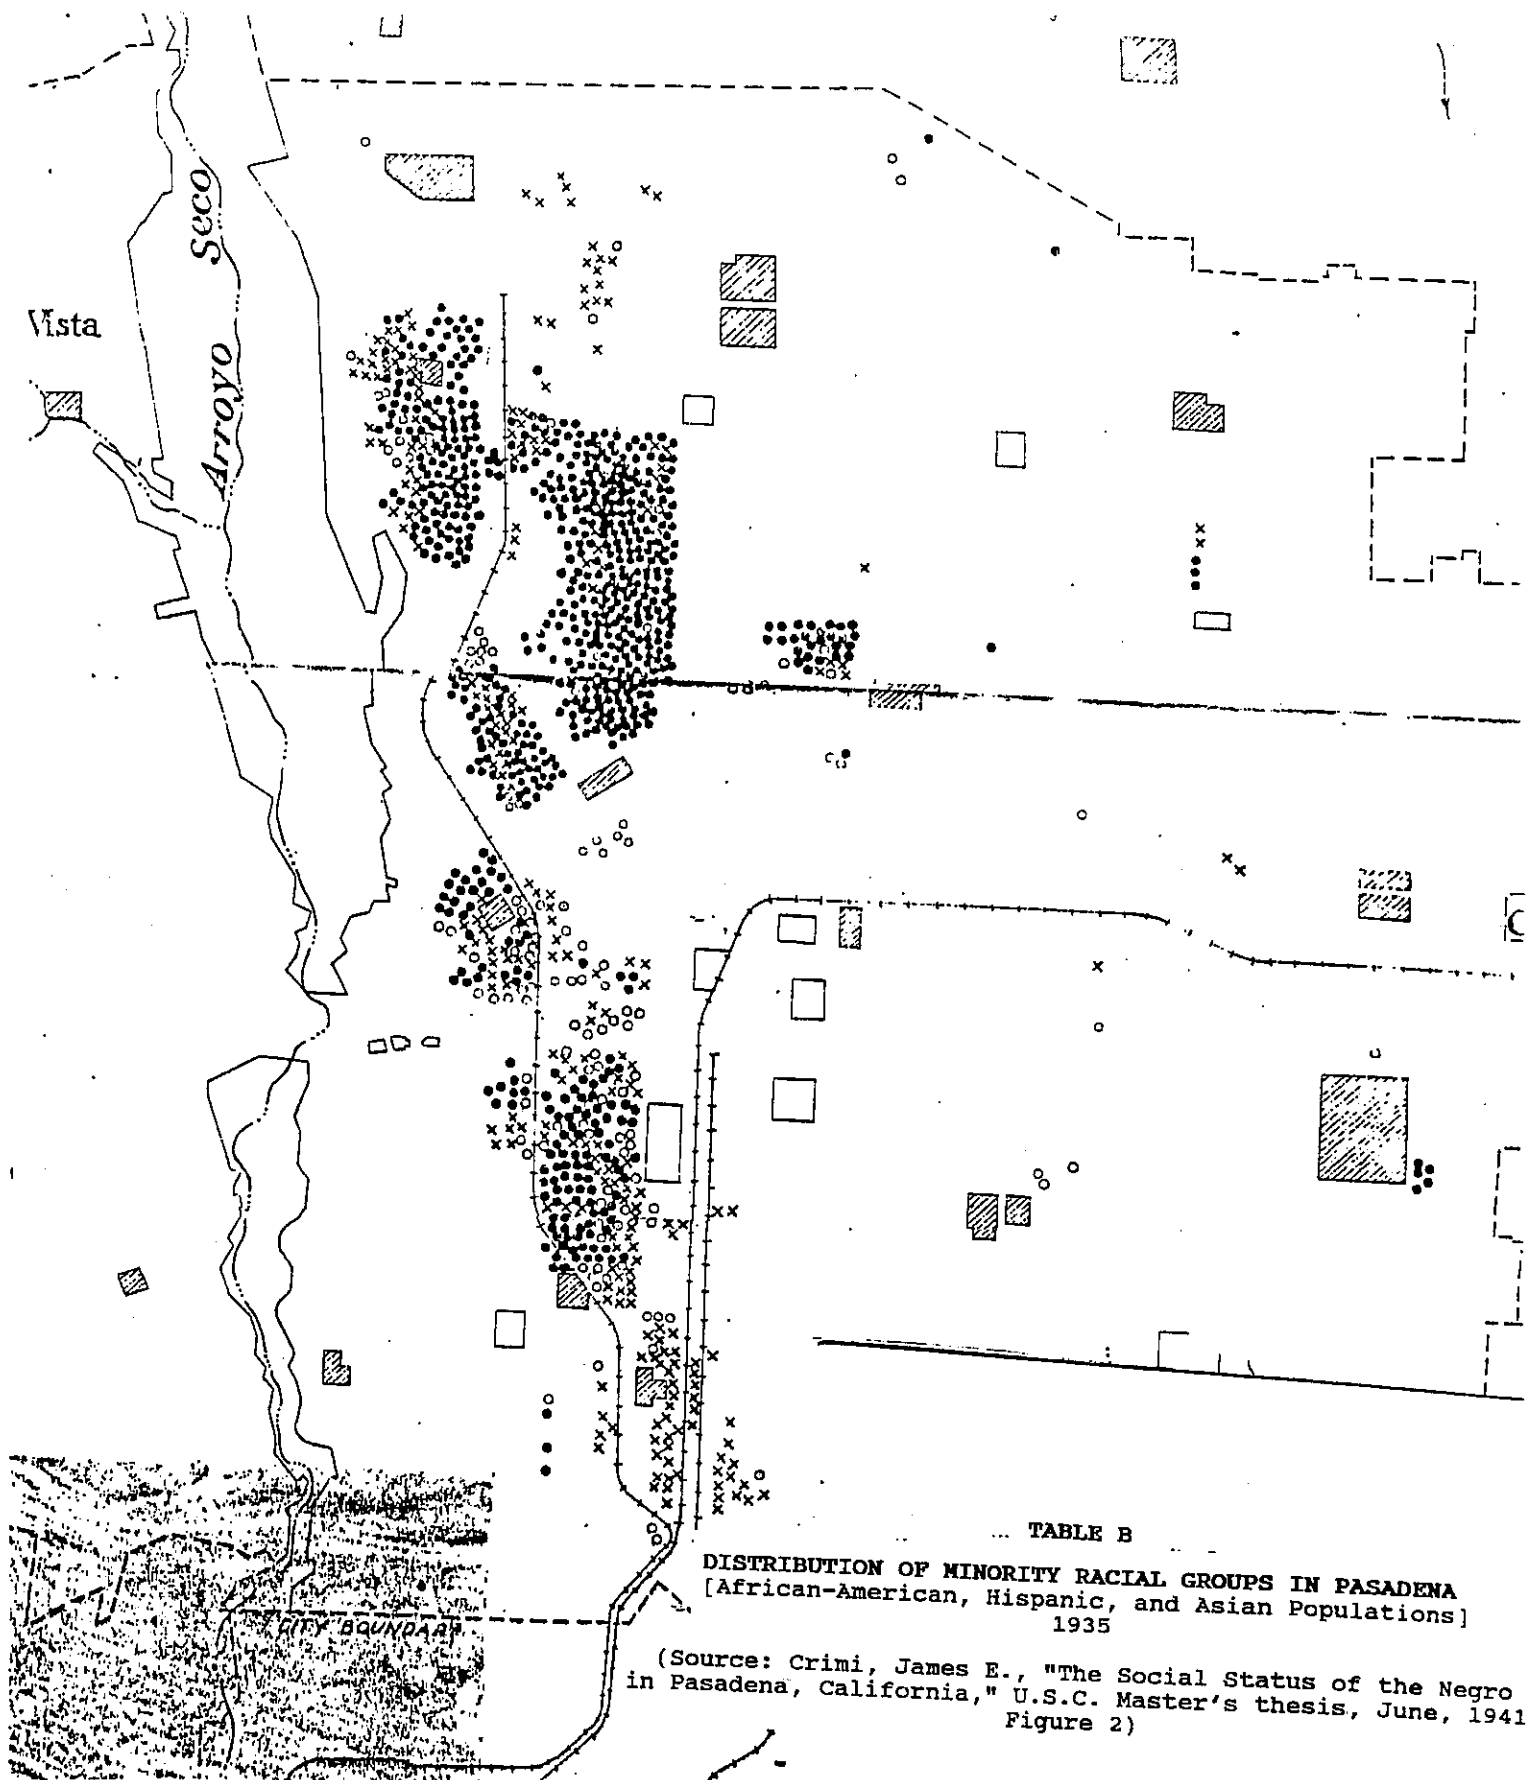 Seco
Vista
Arroyo
CITY BOUNDARY
TABLE B
DISTRIBUTION OF MINORITY RACIAL GROUPS IN PASADENA
[African-American, Hispanic, and Asian Populations]
1935
(Source: Crimi, James E., "The Social Status of the Negro
in Pasadena, California," U.S.C. Master's thesis, June, 1941
Figure 2)